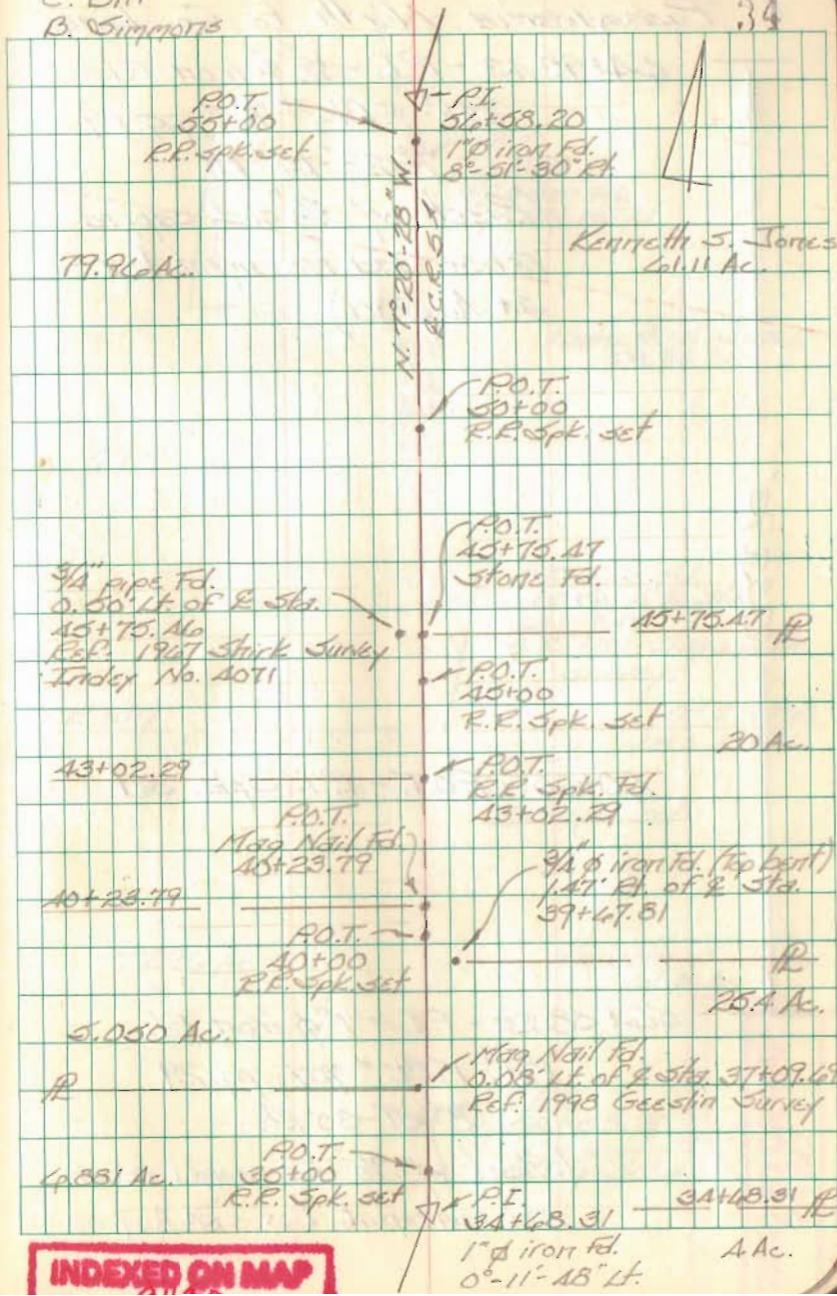 B. Simmons
34
P.O.T.
55+00
R.R. Spk. set
P.I.
56+58.20
1"ϕ iron Fd.
8°-51'-30" Rt.
79.96 Ac.
N. 7°-20'-28" W.
Kenneth S. Jones
61.11 Ac.
P.O.T.
50+00
R.R. Spk. set
P.O.T.
45+75.47
Stone Fd.
3/4" pipe Fd.
0.50' Lt. of ℄ Sta.
45+75.46
Ref: 1967 Shirk Survey
Index No. 4071
45+75.47 PL
P.O.T.
45+00
R.R. Spk. set
20 Ac.
43+02.29
P.O.T.
R.R. Spk. Fd.
43+02.29
P.O.T.
Mag Nail Fd.
40+23.79
3/4"ϕ iron Fd. (Top bent)
1.47' Rt. of ℄ Sta.
39+67.81
40+23.79
P.O.T.
40+00
R.R. Spk. set
PL
25.4 Ac.
5.050 Ac.
Mag Nail Fd.
0.08' Lt. of ℄ Sta. 37+09.69
Ref: 1998 Geeslin Survey
PL
P.O.T.
35+00
R.R. Spk. set
6.881 Ac.
P.I.
34+68.31
1"ϕ iron Fd.
0°-11'-48" Lt.
34+68.31 PL
4 Ac.
INDEXED ON MAP